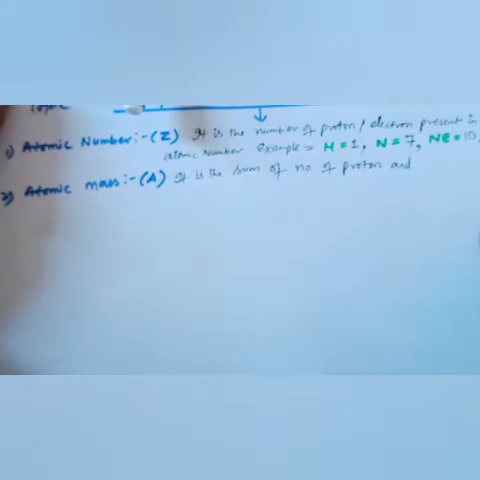 1) Atomic Number:-(Z) It is the number of proton/electron present in
atomic Number Example = H = 1, N = 7, Ne = 10,
2) Atomic mass:-(A) It is the sum of no of proton and